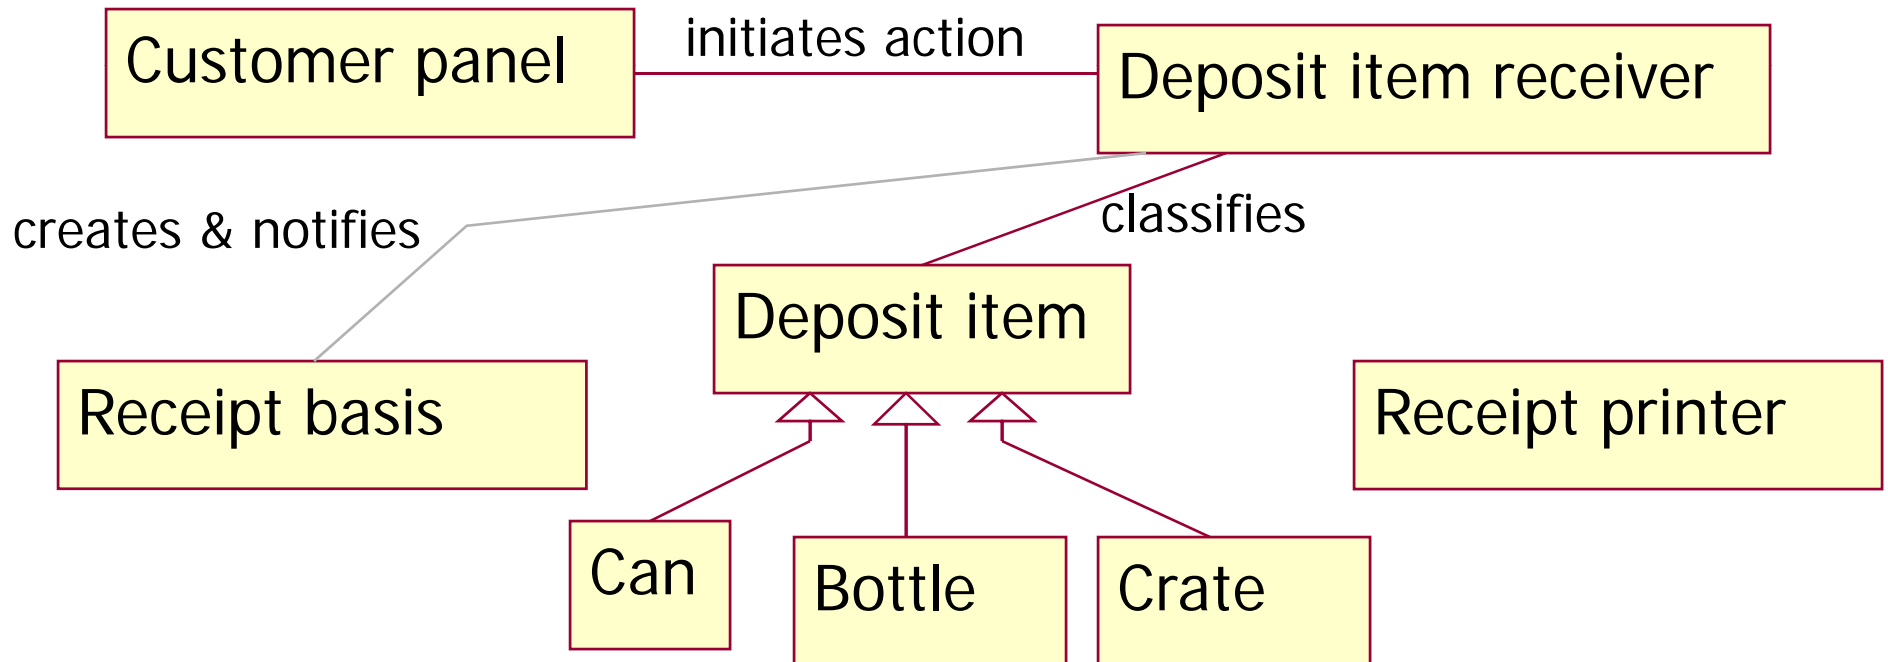 Customer panel
initiates action
Deposit item receiver
creates & notifies
classifies
Deposit item
Receipt basis
Receipt printer
Can
Bottle
Crate